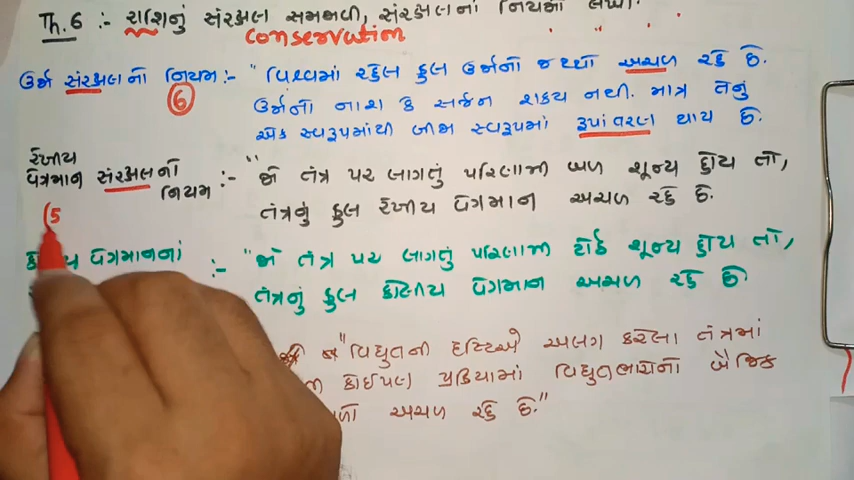 Th. 6 :- રાશિનું સંરક્ષણ સમજાવી, સંરક્ષણના નિયમો લખો.
Conservation
ઉર્જા સંરક્ષણનો નિયમ :- "વિશ્વમાં રહેલ કુલ ઉર્જાનો જથ્થો અચળ રહે છે.
6
ઉર્જાનો નાશ કે સર્જન શક્ય નથી. માત્ર તેનું
એક સ્વરૂપમાંથી બીજા સ્વરૂપમાં રૂપાંતરણ થાય છે.
રેખીય
વેગમાન સંરક્ષણનો
નિયમ :- "જો તંત્ર પર લાગતું પરિણામી બળ શૂન્ય હોય તો,
તંત્રનું કુલ રેખીય વેગમાન અચળ રહે છે.
(5
વેગમાનનાં :- "જો તંત્ર પર લાગતું પરિણામી ટોર્ક શૂન્ય હોય તો,
તંત્રનું કુલ કોણીય વેગમાન અચળ રહે છે.
"વિદ્યુતની દૃષ્ટિએ અલગ કરેલા તંત્રમાં
કોઈપણ પ્રક્રિયામાં વિદ્યુતભારોનો બૈજિક
અચળ રહે છે."